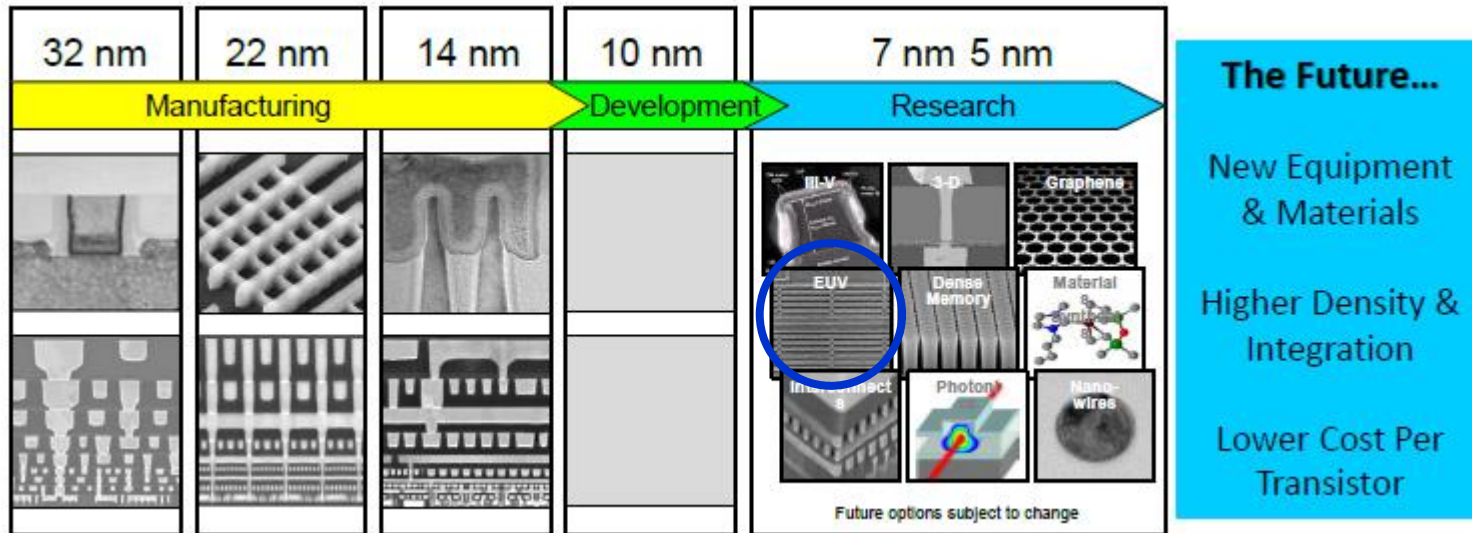 32 nm
22 nm
14 nm
10 nm
7 nm 5 nm
Manufacturing
Development
Research
III-V
3-D
Graphene
EUV
Dense
Memory
Material
s
s
Interconnect
s
Photoni
Nano-
wires
Future options subject to change
The Future...
New Equipment
& Materials
Higher Density &
Integration
Lower Cost Per
Transistor